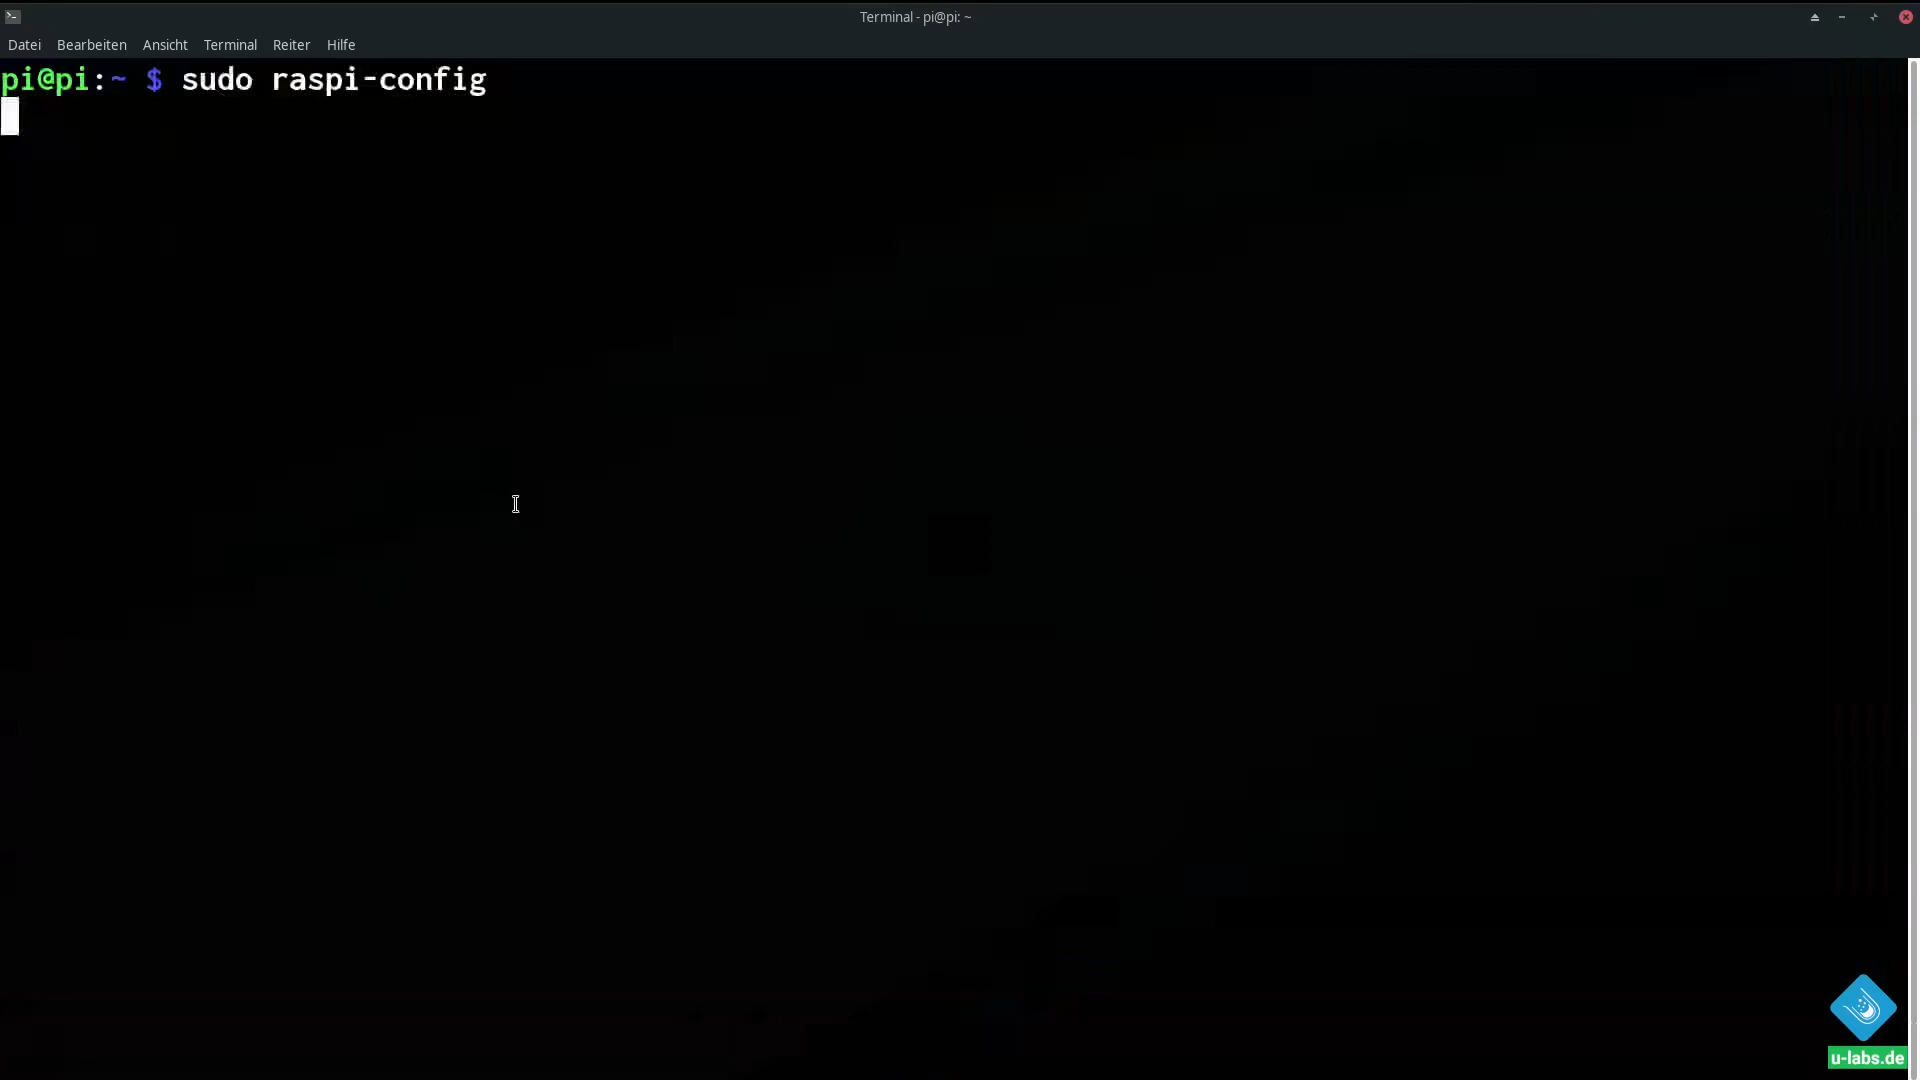 Terminal - pi@pi: ~
Datei Bearbeiten Ansicht Terminal Reiter Hilfe
pi@pi:~ $ sudo raspi-config
u-labs.de